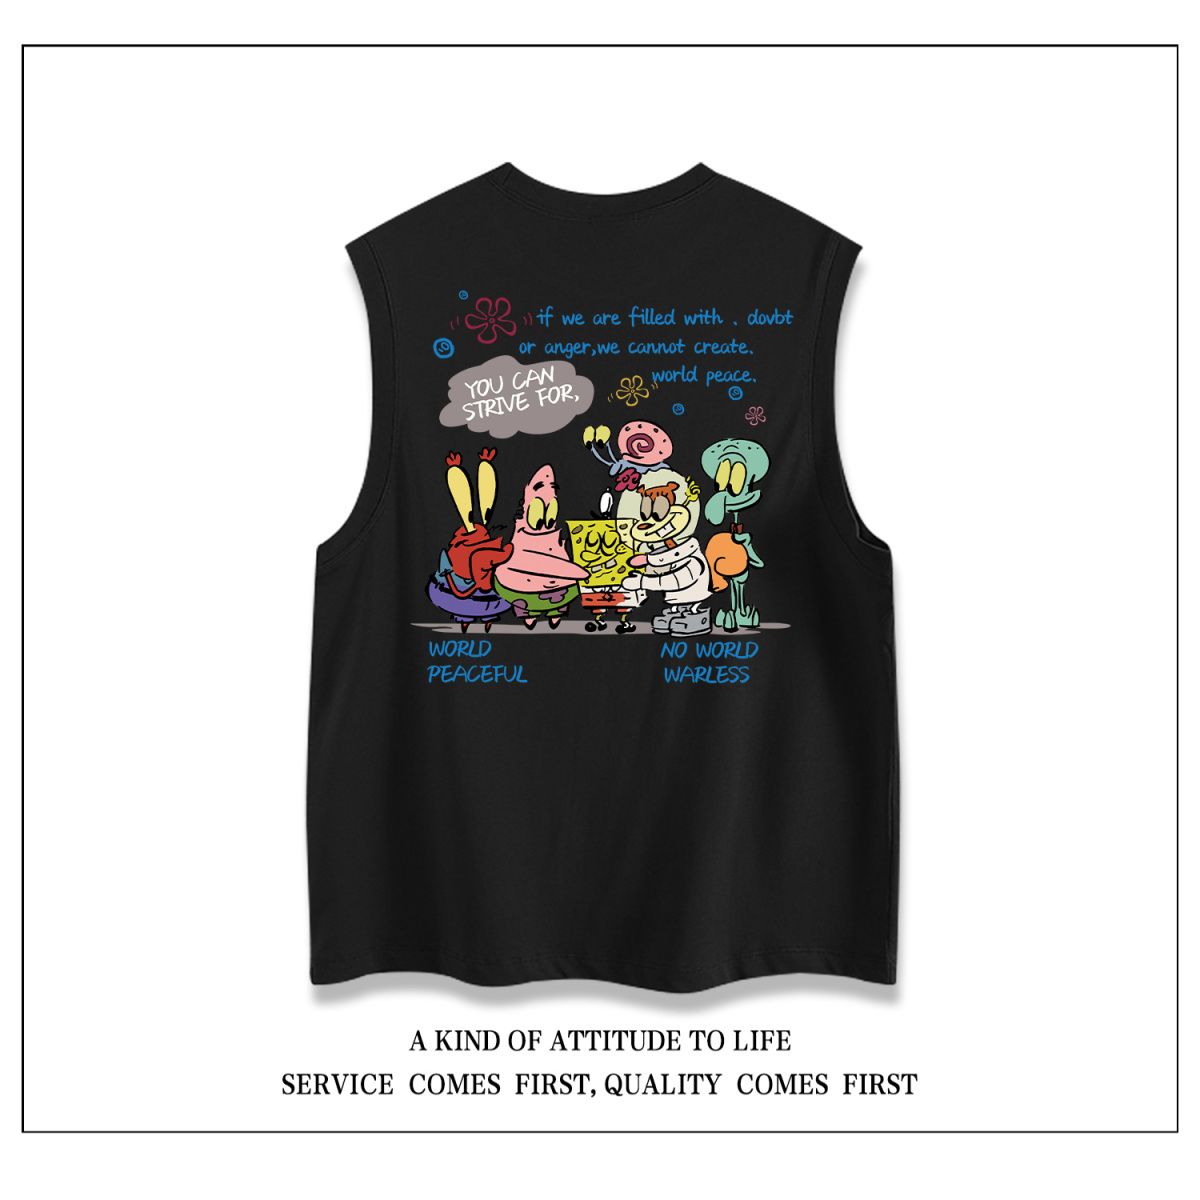 if we are filled with . dovbt
or anger,we cannot create.
world peace.
YOU CAN
STRIVE FOR,
WORLD
PEACEFUL
NO WORLD
WARLESS
A KIND OF ATTITUDE TO LIFE
SERVICE COMES FIRST, QUALITY COMES FIRST